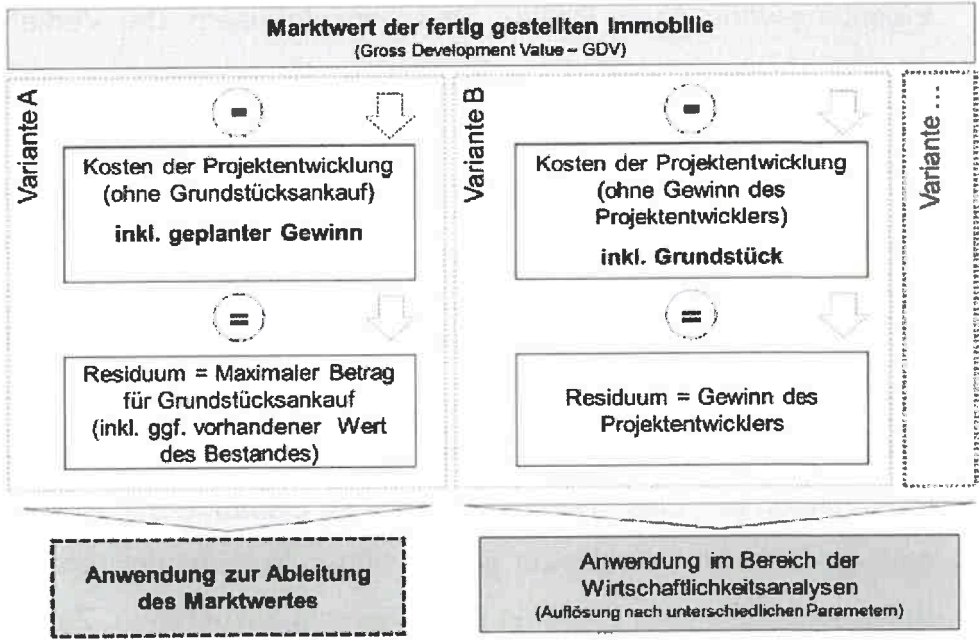 Marktwert der fertig gestellten Immobilie
(Gross Development Value – GDV)
Variante A
-
Kosten der Projektentwicklung
(ohne Grundstücksankauf)
inkl. geplanter Gewinn
=
Residuum = Maximaler Betrag
für Grundstücksankauf
(inkl. ggf. vorhandener Wert
des Bestandes)
Anwendung zur Ableitung
des Marktwertes
Variante B
-
Kosten der Projektentwicklung
(ohne Gewinn des
Projektentwicklers)
inkl. Grundstück
=
Residuum = Gewinn des
Projektentwicklers
Anwendung im Bereich der
Wirtschaftlichkeitsanalysen
(Auflösung nach unterschiedlichen Parametern)
Variante ...